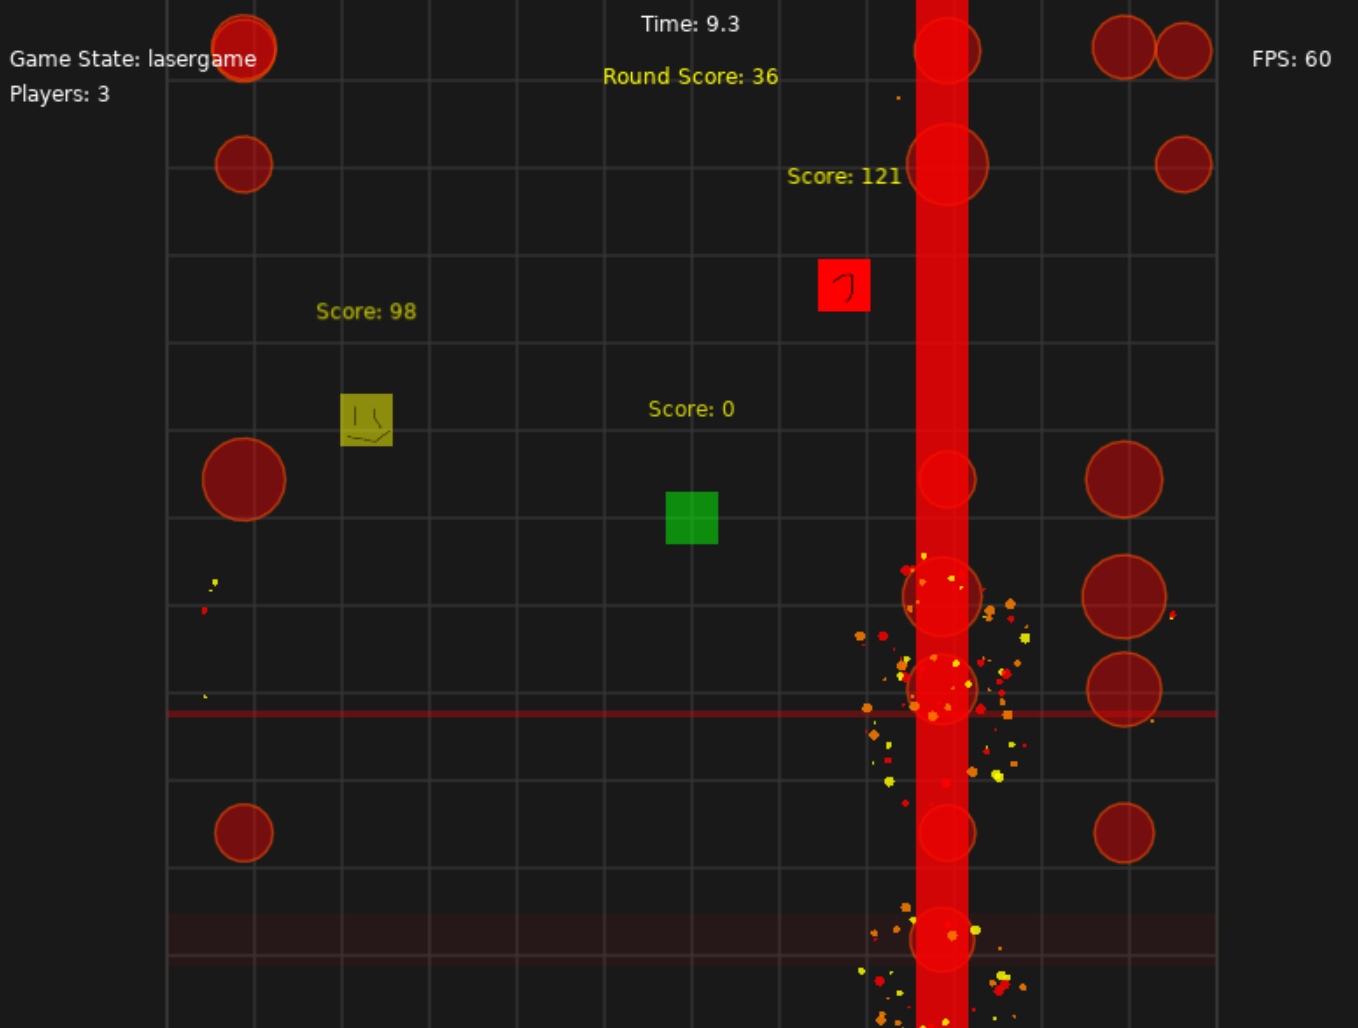 Time: 9.3
Game State: lasergame
FPS: 60
Round Score: 36
Players: 3
Score: 121
Score: 98
Score: 0